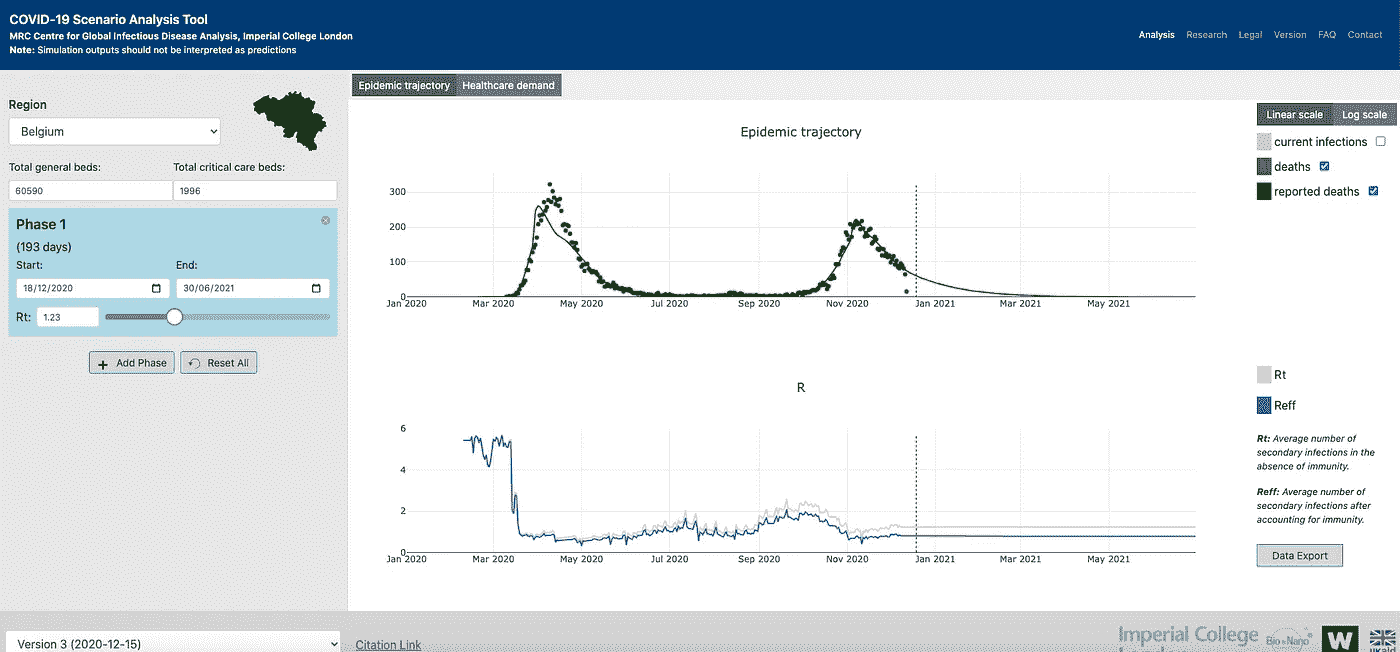 COVID-19 Scenario Analysis Tool
MRC Centre for Global Infectious Disease Analysis, Imperial College London
Note: Simulation outputs should not be interpreted as predictions
Analysis Research Legal Version FAQ Contact
Region
Belgium
Total general beds: Total critical care beds:
60590 1996
Phase 1
(193 days)
Start: End:
18/12/2020 30/06/2021
Rt: 1.23
+ Add Phase Reset All
Epidemic trajectory Healthcare demand
Epidemic trajectory
300
200
100
0
Jan 2020 Mar 2020 May 2020 Jul 2020 Sep 2020 Nov 2020 Jan 2021 Mar 2021 May 2021
Linear scale Log scale
current infections
deaths
reported deaths
R
6
4
2
0
Jan 2020 Mar 2020 May 2020 Jul 2020 Sep 2020 Nov 2020 Jan 2021 Mar 2021 May 2021
Rt
Reff
Rt: Average number of
secondary infections in the
absence of immunity.
Reff: Average number of
secondary infections after
accounting for immunity.
Data Export
Version 3 (2020-12-15)
Citation Link
Imperial College
Bio Nano
W